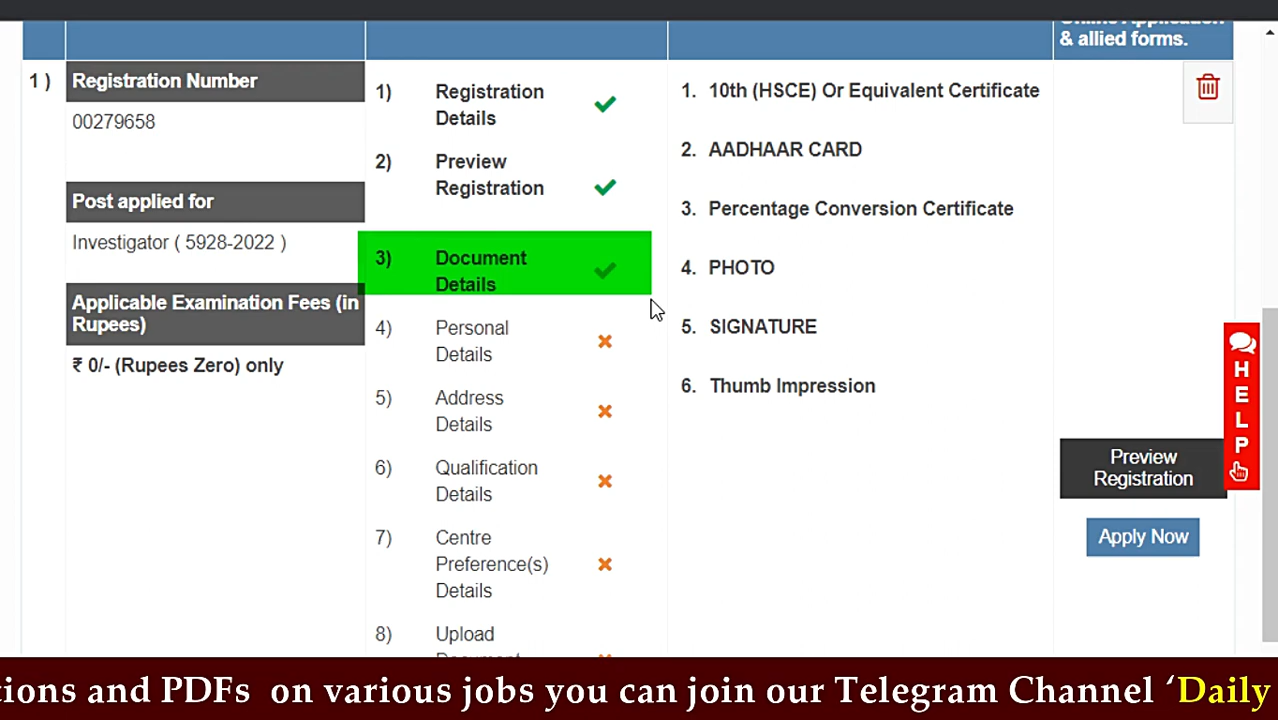 Online Application
& allied forms.
1 )
Registration Number
00279658
Post applied for
Investigator ( 5928-2022 )
Applicable Examination Fees (in
Rupees)
₹ 0/- (Rupees Zero) only
1) Registration
Details
2) Preview
Registration
3) Document
Details
4) Personal
Details
5) Address
Details
6) Qualification
Details
7) Centre
Preference(s)
Details
8) Upload
Document
1. 10th (HSCE) Or Equivalent Certificate
2. AADHAAR CARD
3. Percentage Conversion Certificate
4. PHOTO
5. SIGNATURE
6. Thumb Impression
Preview
Registration
Apply Now
HELP
tions and PDFs on various jobs you can join our Telegram Channel ‘Daily